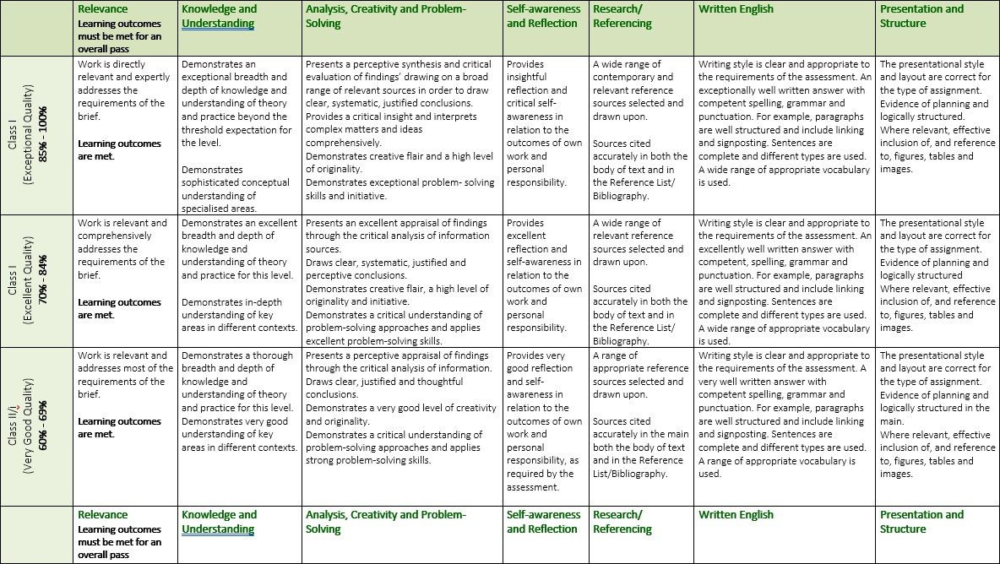 Relevance
Learning outcomes
must be met for an
overall pass
Knowledge and
Understanding
Analysis, Creativity and Problem-
Solving
Self-awareness
and Reflection
Research/
Referencing
Written English
Presentation and
Structure
Class I
(Exceptional Quality)
85% - 100%
Work is directly
relevant and expertly
addresses the
requirements of the
brief.
Learning outcomes
are met.
Demonstrates an
exceptional breadth and
depth of knowledge and
understanding of theory
and practice beyond the
threshold expectation for
the level.
Demonstrates
sophisticated conceptual
understanding of
specialised areas.
Presents a perceptive synthesis and critical
evaluation of findings’ drawing on a broad
range of relevant sources in order to draw
clear, systematic, justified conclusions.
Provides a critical insight and interprets
complex matters and ideas
comprehensively.
Demonstrates creative flair and a high level
of originality.
Demonstrates exceptional problem- solving
skills and initiative.
Provides
insightful
reflection and
critical self-
awareness in
relation to the
outcomes of own
work and
personal
responsibility.
A wide range of
contemporary and
relevant reference
sources selected and
drawn upon.
Sources cited
accurately in both the
body of text and in
the Reference List/
Bibliography.
Writing style is clear and appropriate to
the requirements of the assessment. An
exceptionally well written answer with
competent spelling, grammar and
punctuation. For example, paragraphs
are well structured and include linking
and signposting. Sentences are
complete and different types are used.
A wide range of appropriate vocabulary
is used.
The presentational style
and layout are correct for
the type of assignment.
Evidence of planning and
logically structured.
Where relevant, effective
inclusion of, and reference
to, figures, tables and
images.
Class I
(Excellent Quality)
70% - 84%
Work is relevant and
comprehensively
addresses the
requirements of the
brief.
Learning outcomes
are met.
Demonstrates an excellent
breadth and depth of
knowledge and
understanding of theory
and practice for this level.
Demonstrates in-depth
understanding of key
areas in different contexts.
Presents an excellent appraisal of findings
through the critical analysis of information
sources.
Draws clear, systematic, justified and
perceptive conclusions.
Demonstrates creative flair, a high level of
originality and initiative.
Demonstrates a critical understanding of
problem-solving approaches and applies
excellent problem-solving skills.
Provides
excellent
reflection and
self-awareness in
relation to the
outcomes of own
work and
personal
responsibility.
A wide range of
relevant reference
sources selected and
drawn upon.
Sources cited
accurately in both the
body of text and in
the Reference List/
Bibliography.
Writing style is clear and appropriate to
the requirements of the assessment. An
excellently well written answer with
competent, spelling, grammar and
punctuation. For example, paragraphs
are well structured and include linking
and signposting. Sentences are
complete and different types are used.
A wide range of appropriate vocabulary
is used.
The presentational style
and layout are correct for
the type of assignment.
Evidence of planning and
logically structured
Where relevant, effective
inclusion of, and reference
to, figures, tables and
images.
Class II/i
(Very Good Quality)
60% - 69%
Work is relevant and
addresses most of the
requirements of the
brief.
Learning outcomes
are met.
Demonstrates a thorough
breadth and depth of
knowledge and
understanding of theory
and practice for this level.
Demonstrates very good
understanding of key
areas in different contexts.
Presents a perceptive appraisal of findings
through the critical analysis of information.
Draws clear, justified and thoughtful
conclusions.
Demonstrates a very good level of creativity
and originality.
Demonstrates a critical understanding of
problem-solving approaches and applies
strong problem-solving skills.
Provides very
good reflection
and self-
awareness in
relation to the
outcomes of own
work and
personal
responsibility, as
required by the
assessment.
A range of
appropriate reference
sources selected and
drawn upon.
Sources cited
accurately in the main
both the body of text
and in the Reference
List/Bibliography.
Writing style is clear and appropriate to
the requirements of the assessment. A
very well written answer with
competent spelling, grammar and
punctuation. For example, paragraphs
are well structured and include linking
and signposting. Sentences are
complete and different types are used.
A range of appropriate vocabulary is
used.
The presentational style
and layout are correct for
the type of assignment.
Evidence of planning and
logically structured in the
main.
Where relevant, effective
inclusion of, and reference
to, figures, tables and
images.
Relevance
Learning outcomes
must be met for an
overall pass
Knowledge and
Understanding
Analysis, Creativity and Problem-
Solving
Self-awareness
and Reflection
Research/
Referencing
Written English
Presentation and
Structure